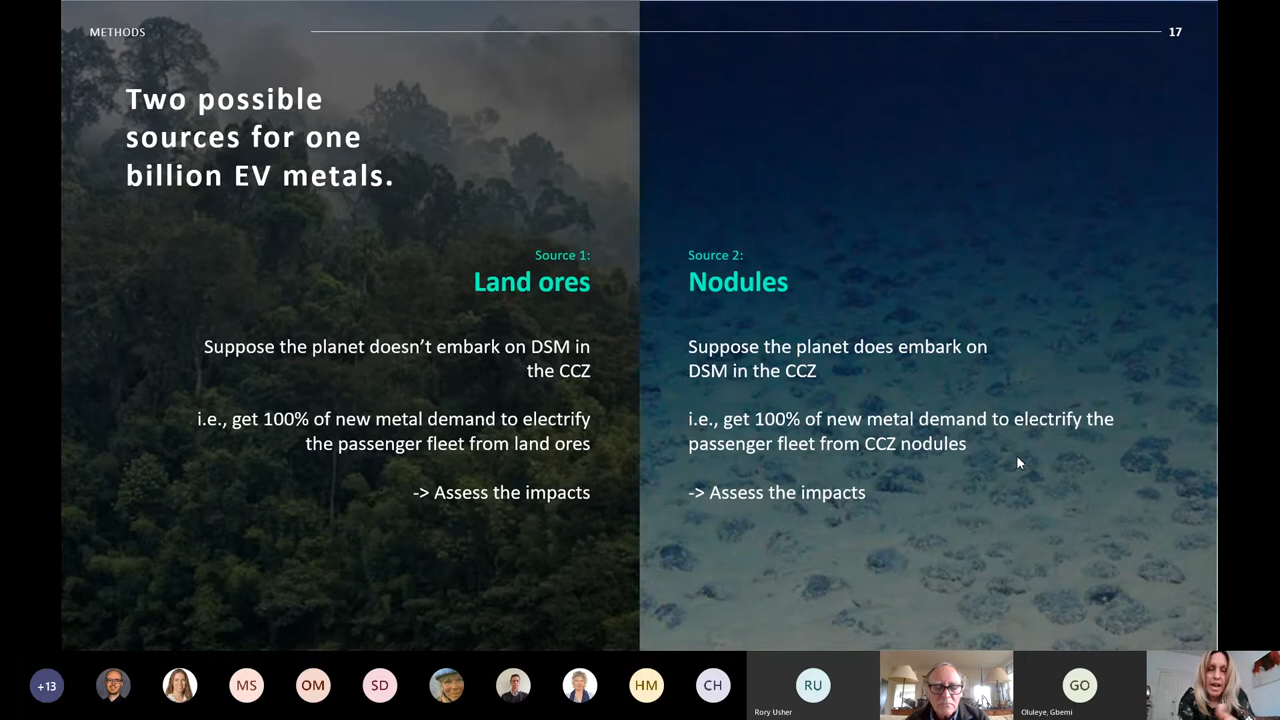 METHODS
17
Two possible
sources for one
billion EV metals.
Source 1:
Land ores
Suppose the planet doesn't embark on DSM in
the CCZ
i.e., get 100% of new metal demand to electrify
the passenger fleet from land ores
-> Assess the impacts
Source 2:
Nodules
Suppose the planet does embark on
DSM in the CCZ
i.e., get 100% of new metal demand to electrify the
passenger fleet from CCZ nodules
-> Assess the impacts
+13
MS
OM
SD
HM
CH
RU
Rory Usher
GO
Oluleye, Gbemi